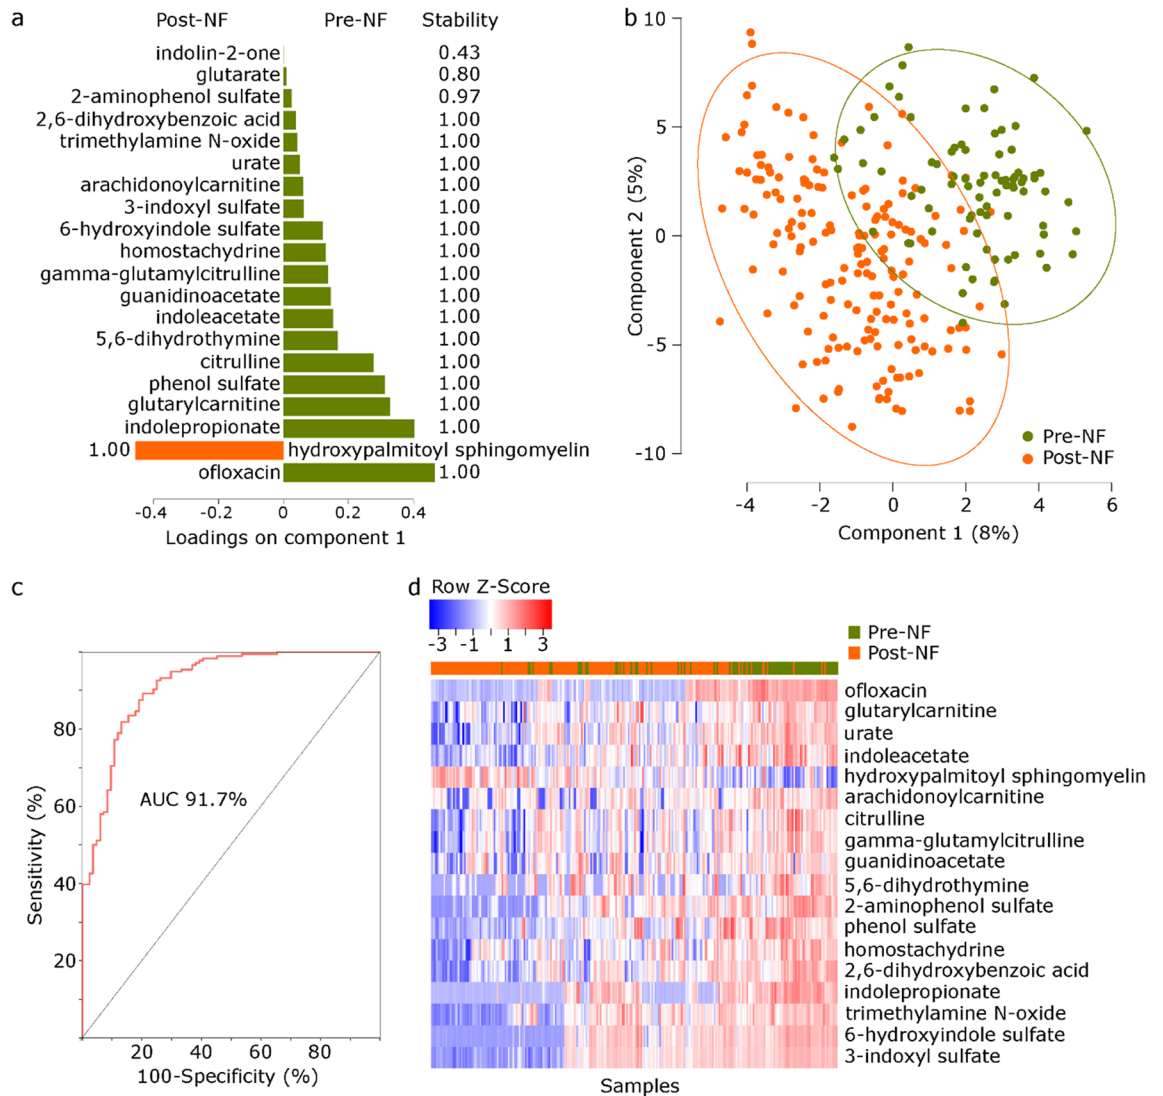 a
Post-NF Pre-NF Stability
indolin-2-one 0.43
glutarate 0.80
2-aminophenol sulfate 0.97
2,6-dihydroxybenzoic acid 1.00
trimethylamine N-oxide 1.00
urate 1.00
arachidonoylcarnitine 1.00
3-indoxyl sulfate 1.00
6-hydroxyindole sulfate 1.00
homostachydrine 1.00
gamma-glutamylcitrulline 1.00
guanidinoacetate 1.00
indoleacetate 1.00
5,6-dihydrothymine 1.00
citrulline 1.00
phenol sulfate 1.00
glutarylcarnitine 1.00
indolepropionate 1.00
1.00 hydroxypalmitoyl sphingomyelin
ofloxacin 1.00
-0.4 -0.2 0 0.2 0.4
Loadings on component 1
b
10
5
0
-5
-10
Component 2 (5%)
Pre-NF
Post-NF
-4 -2 0 2 4 6
Component 1 (8%)
c
80
60
40
20
Sensitivity (%)
AUC 91.7%
20 40 60 80
100-Specificity (%)
d
Row Z-Score
-3 -1 1 3
Pre-NF
Post-NF
ofloxacin
glutarylcarnitine
urate
indoleacetate
hydroxypalmitoyl sphingomyelin
arachidonoylcarnitine
citrulline
gamma-glutamylcitrulline
guanidinoacetate
5,6-dihydrothymine
2-aminophenol sulfate
phenol sulfate
homostachydrine
2,6-dihydroxybenzoic acid
indolepropionate
trimethylamine N-oxide
6-hydroxyindole sulfate
3-indoxyl sulfate
Samples